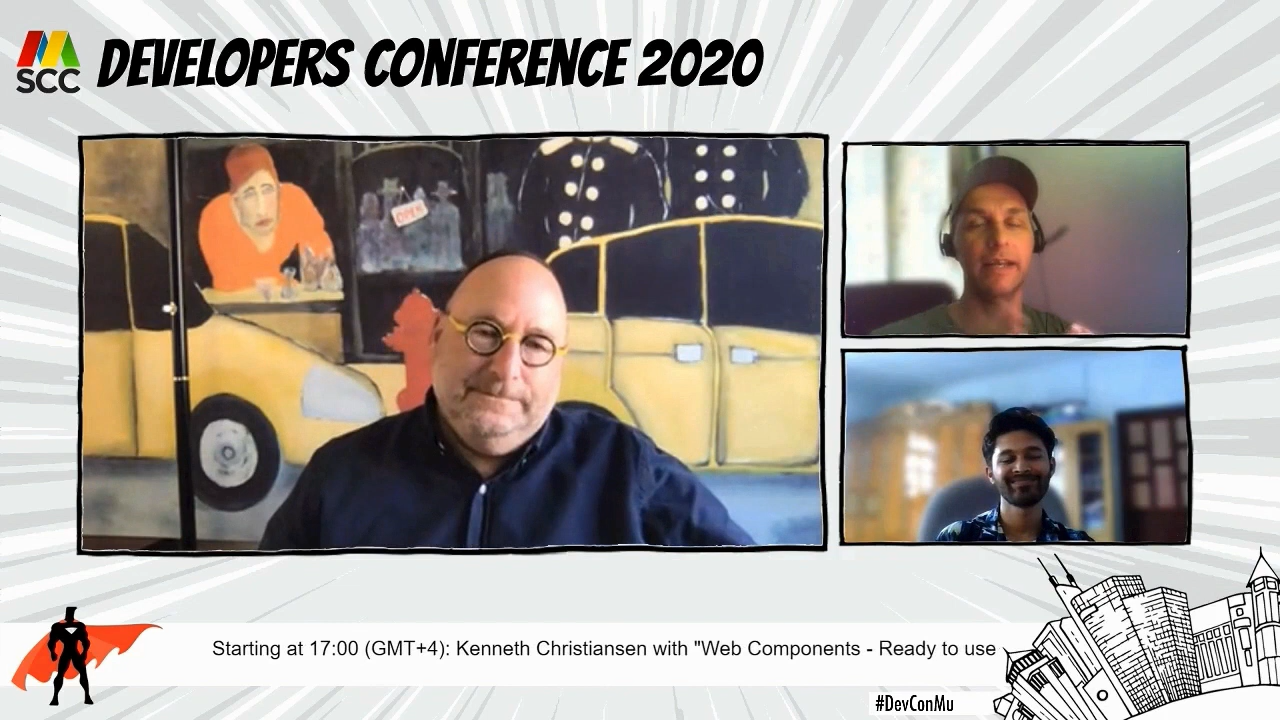 MSCC
DEVELOPERS CONFERENCE 2020
OPEN
Starting at 17:00 (GMT+4): Kenneth Christiansen with "Web Components - Ready to use
#DevConMu